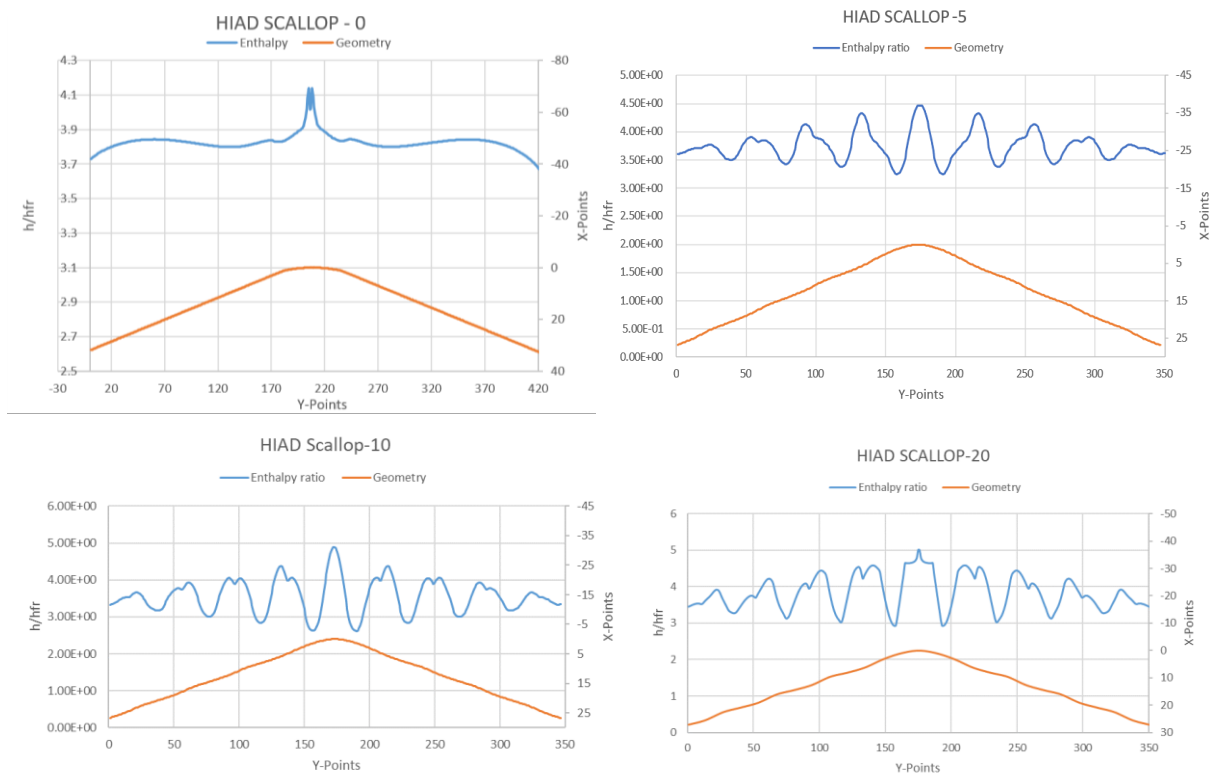 HIAD SCALLOP - 0
Enthalpy Geometry
4.3 -80
4.1 -60
3.9
3.7 -40
3.5 -20
3.3
3.1 0
2.9 20
2.7
2.5 40
h/hfr
X-Points
-30 20 70 120 170 220 270 320 370 420
Y-Points
HIAD SCALLOP -5
Enthalpy ratio Geometry
5.00E+00 -45
4.50E+00 -35
4.00E+00
3.50E+00 -25
3.00E+00 -15
2.50E+00
2.00E+00 -5
1.50E+00 5
1.00E+00 15
5.00E-01 25
0.00E+00
h/hfr
X-Points
0 50 100 150 200 250 300 350
Y-Points
HIAD Scallop-10
Enthalpy ratio Geometry
6.00E+00 -45
5.00E+00 -35
4.00E+00 -25
3.00E+00 -15
2.00E+00 -5
1.00E+00 5
0.00E+00 15
25
h/hfr
X-Points
0 50 100 150 200 250 300 350
Y-Points
HIAD SCALLOP-20
Enthalpy ratio Geometry
6 -50
5 -40
4 -30
3 -20
2 -10
1 0
0 10
20
30
h/hfr
X-Points
0 50 100 150 200 250 300 350
Y-Points